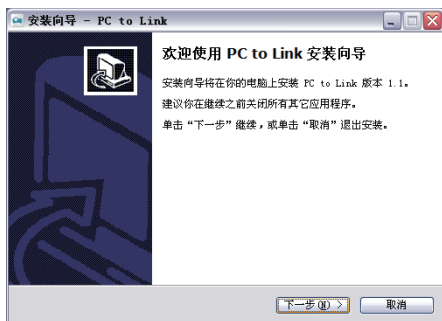 安装向导 - PC to Link
欢迎使用 PC to Link 安装向导
安装向导将在你的电脑上安装 PC to Link 版本 1.1。
建议你在继续之前关闭所有其它应用程序。
单击“下一步”继续，或单击“取消”退出安装。
下一步(N) >
取消